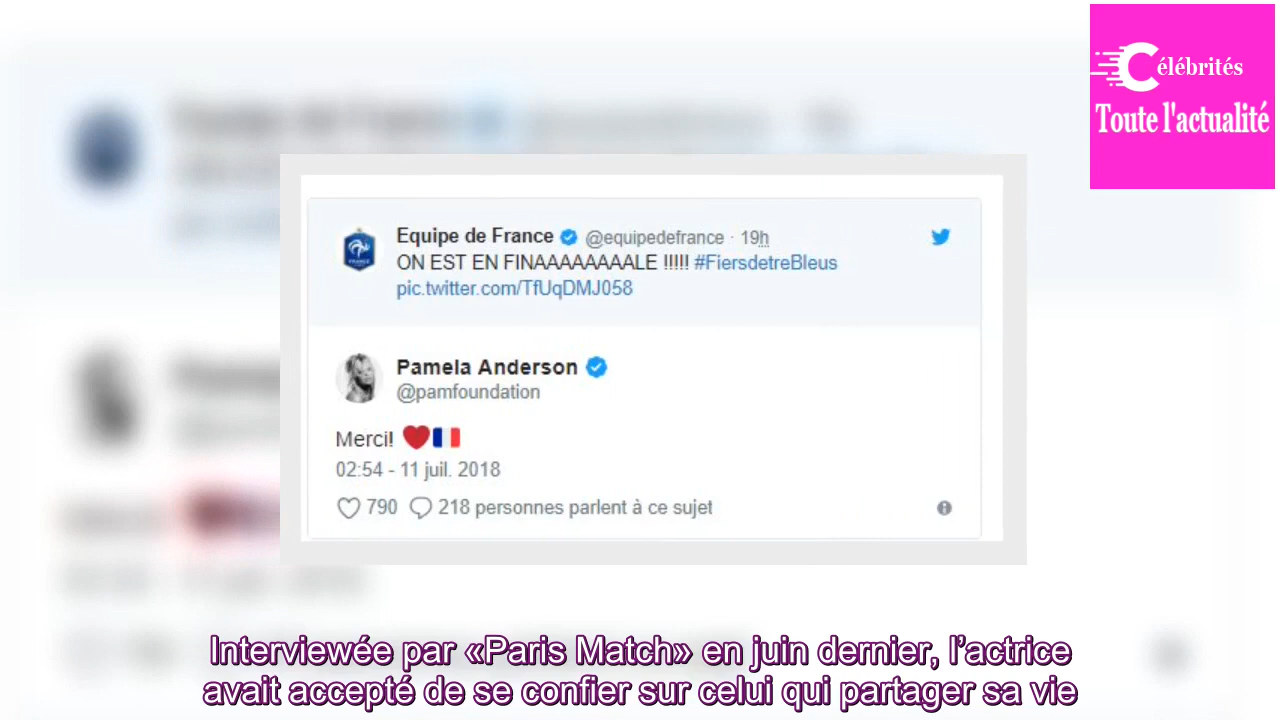 Célébrités
Toute l'actualité
Equipe de France @equipedefrance · 19h
ON EST EN FINAAAAAAAALE !!!!! #FiersdetreBleus
pic.twitter.com/TfUqDMJ058
FRANCE
Pamela Anderson
@pamfoundation
Merci! ❤️🇫🇷
02:54 - 11 juil. 2018
790 218 personnes parlent à ce sujet
Interviewée par «Paris Match» en juin dernier, l'actrice
avait accepté de se confier sur celui qui partager sa vie